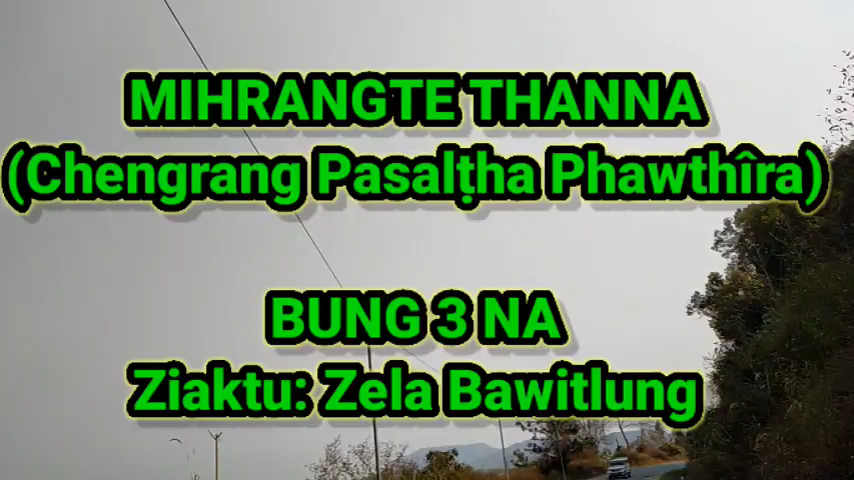 MIHRANGTE THANNA
(Chengrang Pasalṭha Phawthîra)
BUNG 3 NA
Ziaktu: Zela Bawitlung